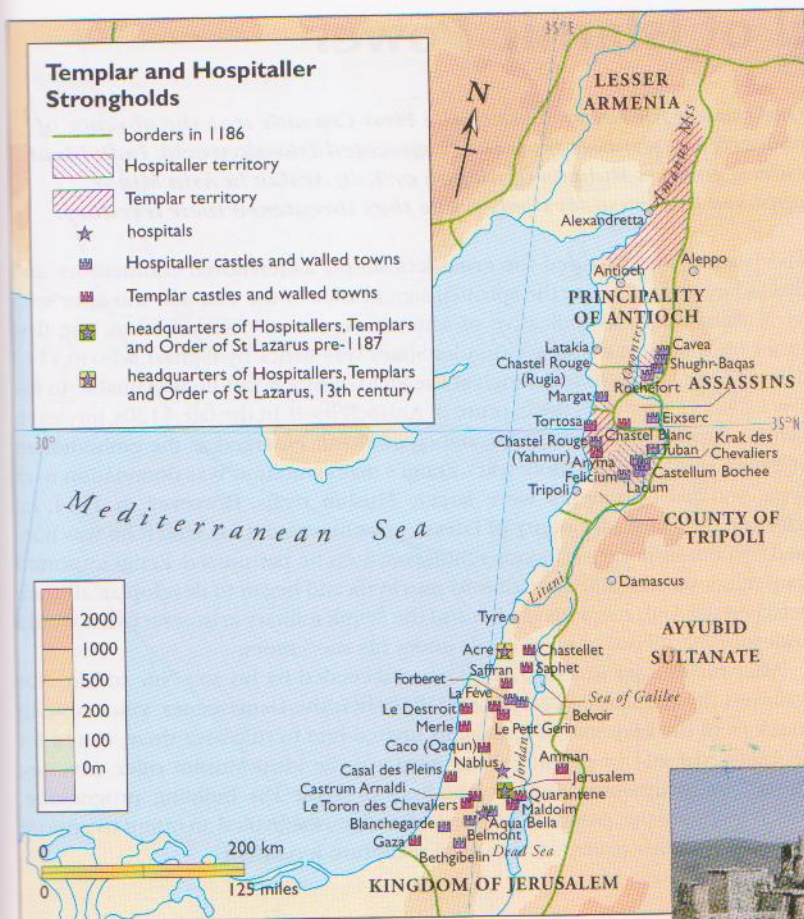 Templar and Hospitaller
Strongholds
borders in 1186
Hospitaller territory
Templar territory
hospitals
Hospitaller castles and walled towns
Templar castles and walled towns
headquarters of Hospitallers, Templars
and Order of St Lazarus pre-1187
headquarters of Hospitallers, Templars
and Order of St Lazarus, 13th century
N
35°E
LESSER
ARMENIA
Amanus Mts
Alexandretta
Antioch
Aleppo
PRINCIPALITY
OF ANTIOCH
Orontes
Latakia
Cavea
Chastel Rouge
(Rugia)
Shughr-Baqas
Rochefort
ASSASSINS
Margat
Tortosa
Eixserc
35°N
30°
Chastel Blanc
Chastel Rouge
(Yahmur)
Tuban
Krak des
Chevaliers
Aryma
Felicium
Castellum Bochee
Lacum
Tripoli
COUNTY OF
TRIPOLI
Mediterranean Sea
Litani
Damascus
Tyre
AYYUBID
SULTANATE
2000
1000
500
200
100
0m
Acre
Chastellet
Saffran
Saphet
Forberet
La Fève
Sea of Galilee
Le Destroit
Belvoir
Merle
Le Petit Gerin
Caco (Qaqun)
Jordan
Nablus
Amman
Casal des Pleins
Jerusalem
Castrum Arnaldi
Quarantene
Le Toron des Chevaliers
Maldoim
Blanchegarde
Aqua Bella
Belmont
Gaza
Bethgibelin
Dead Sea
KINGDOM OF JERUSALEM
0 200 km
0 125 miles